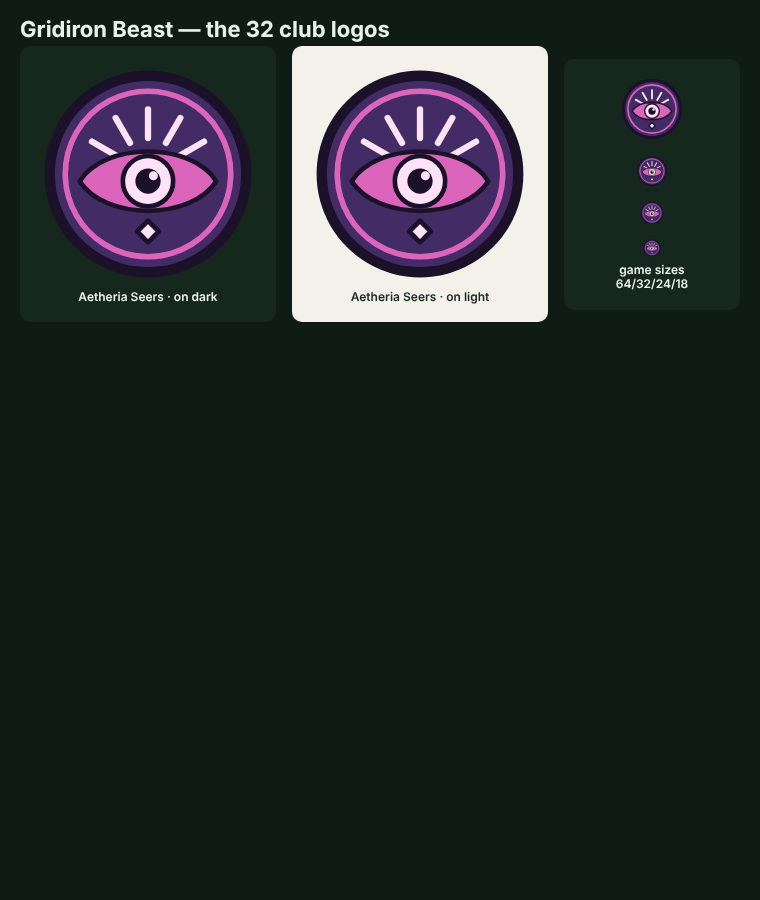 Gridiron Beast — the 32 club logos
Aetheria Seers · on dark
Aetheria Seers · on light
game sizes
64/32/24/18